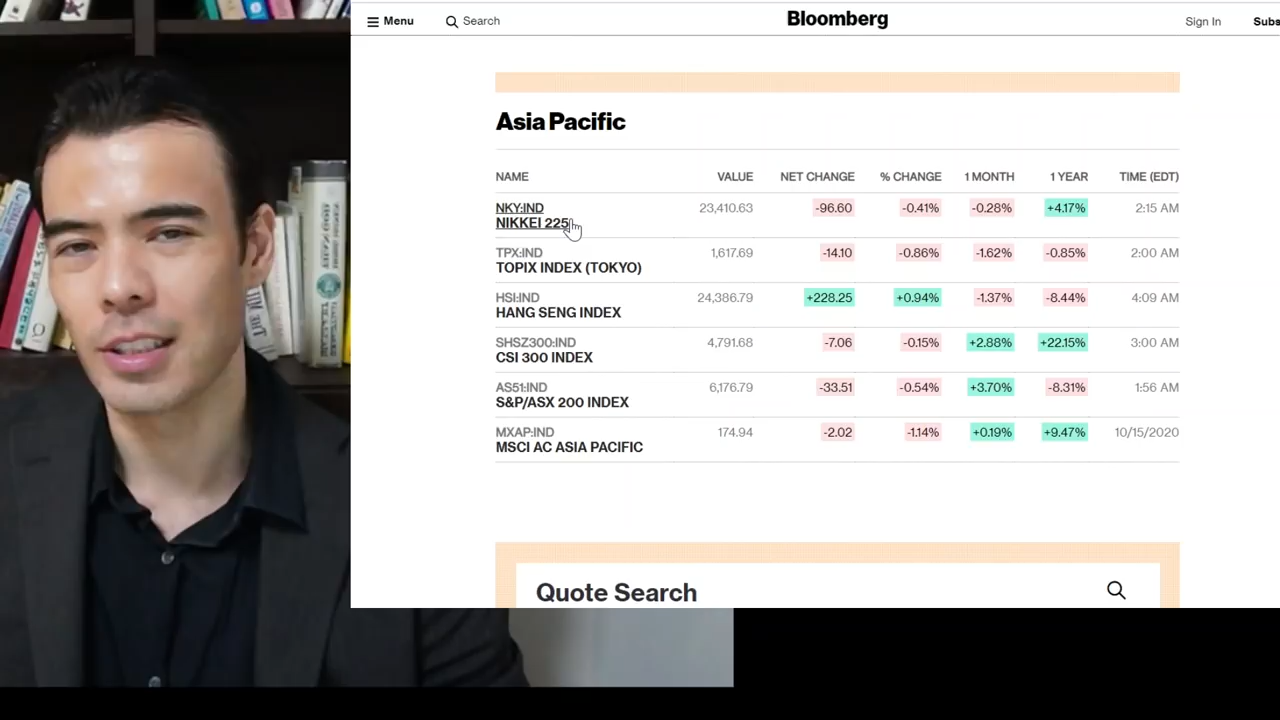 Menu Search Bloomberg Sign In Subs
Asia Pacific
NAME VALUE NET CHANGE % CHANGE 1 MONTH 1 YEAR TIME (EDT)
NKY:IND 23,410.63 -96.60 -0.41% -0.28% +4.17% 2:15 AM
NIKKEI 225
TPX:IND 1,617.69 -14.10 -0.86% -1.62% -0.85% 2:00 AM
TOPIX INDEX (TOKYO)
HSI:IND 24,386.79 +228.25 +0.94% -1.37% -8.44% 4:09 AM
HANG SENG INDEX
SHSZ300:IND 4,791.68 -7.06 -0.15% +2.88% +22.15% 3:00 AM
CSI 300 INDEX
AS51:IND 6,176.79 -33.51 -0.54% +3.70% -8.31% 1:56 AM
S&P/ASX 200 INDEX
MXAP:IND 174.94 -2.02 -1.14% +0.19% +9.47% 10/15/2020
MSCI AC ASIA PACIFIC
Quote Search